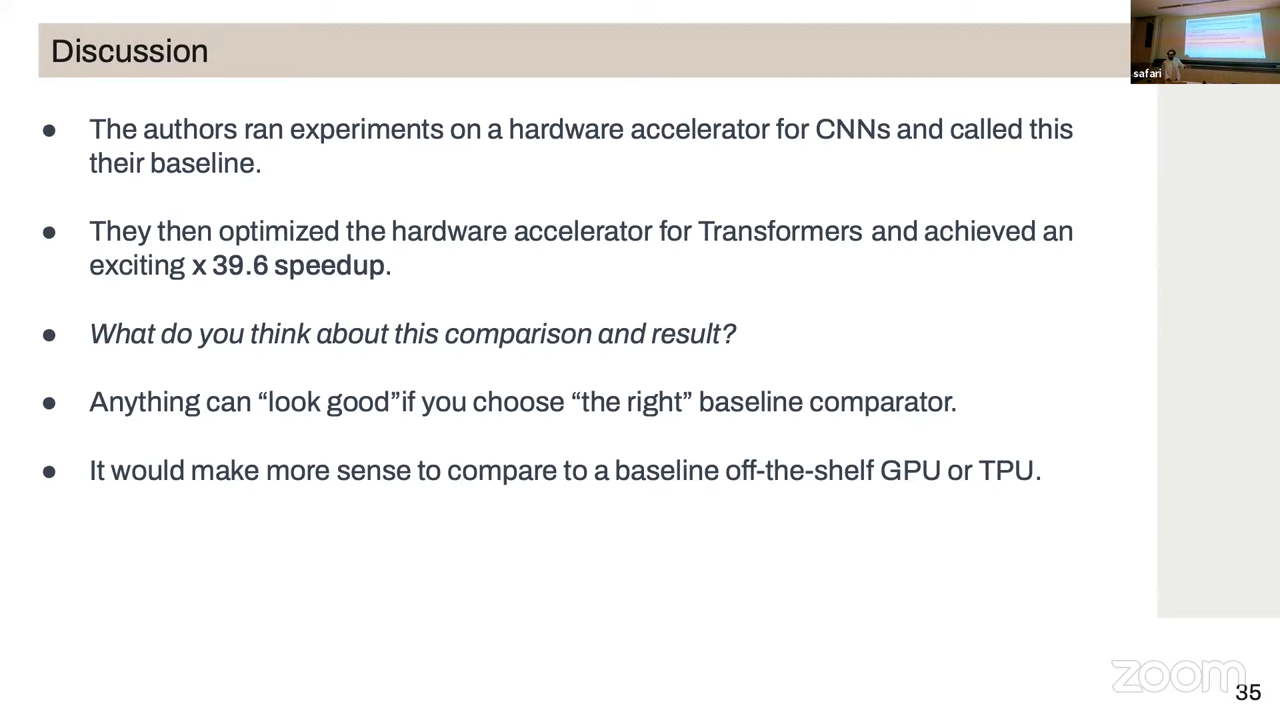 Discussion
safari
● The authors ran experiments on a hardware accelerator for CNNs and called this
their baseline.
● They then optimized the hardware accelerator for Transformers and achieved an
exciting x 39.6 speedup.
● What do you think about this comparison and result?
● Anything can “look good”if you choose “the right” baseline comparator.
● It would make more sense to compare to a baseline off-the-shelf GPU or TPU.
zoom
35